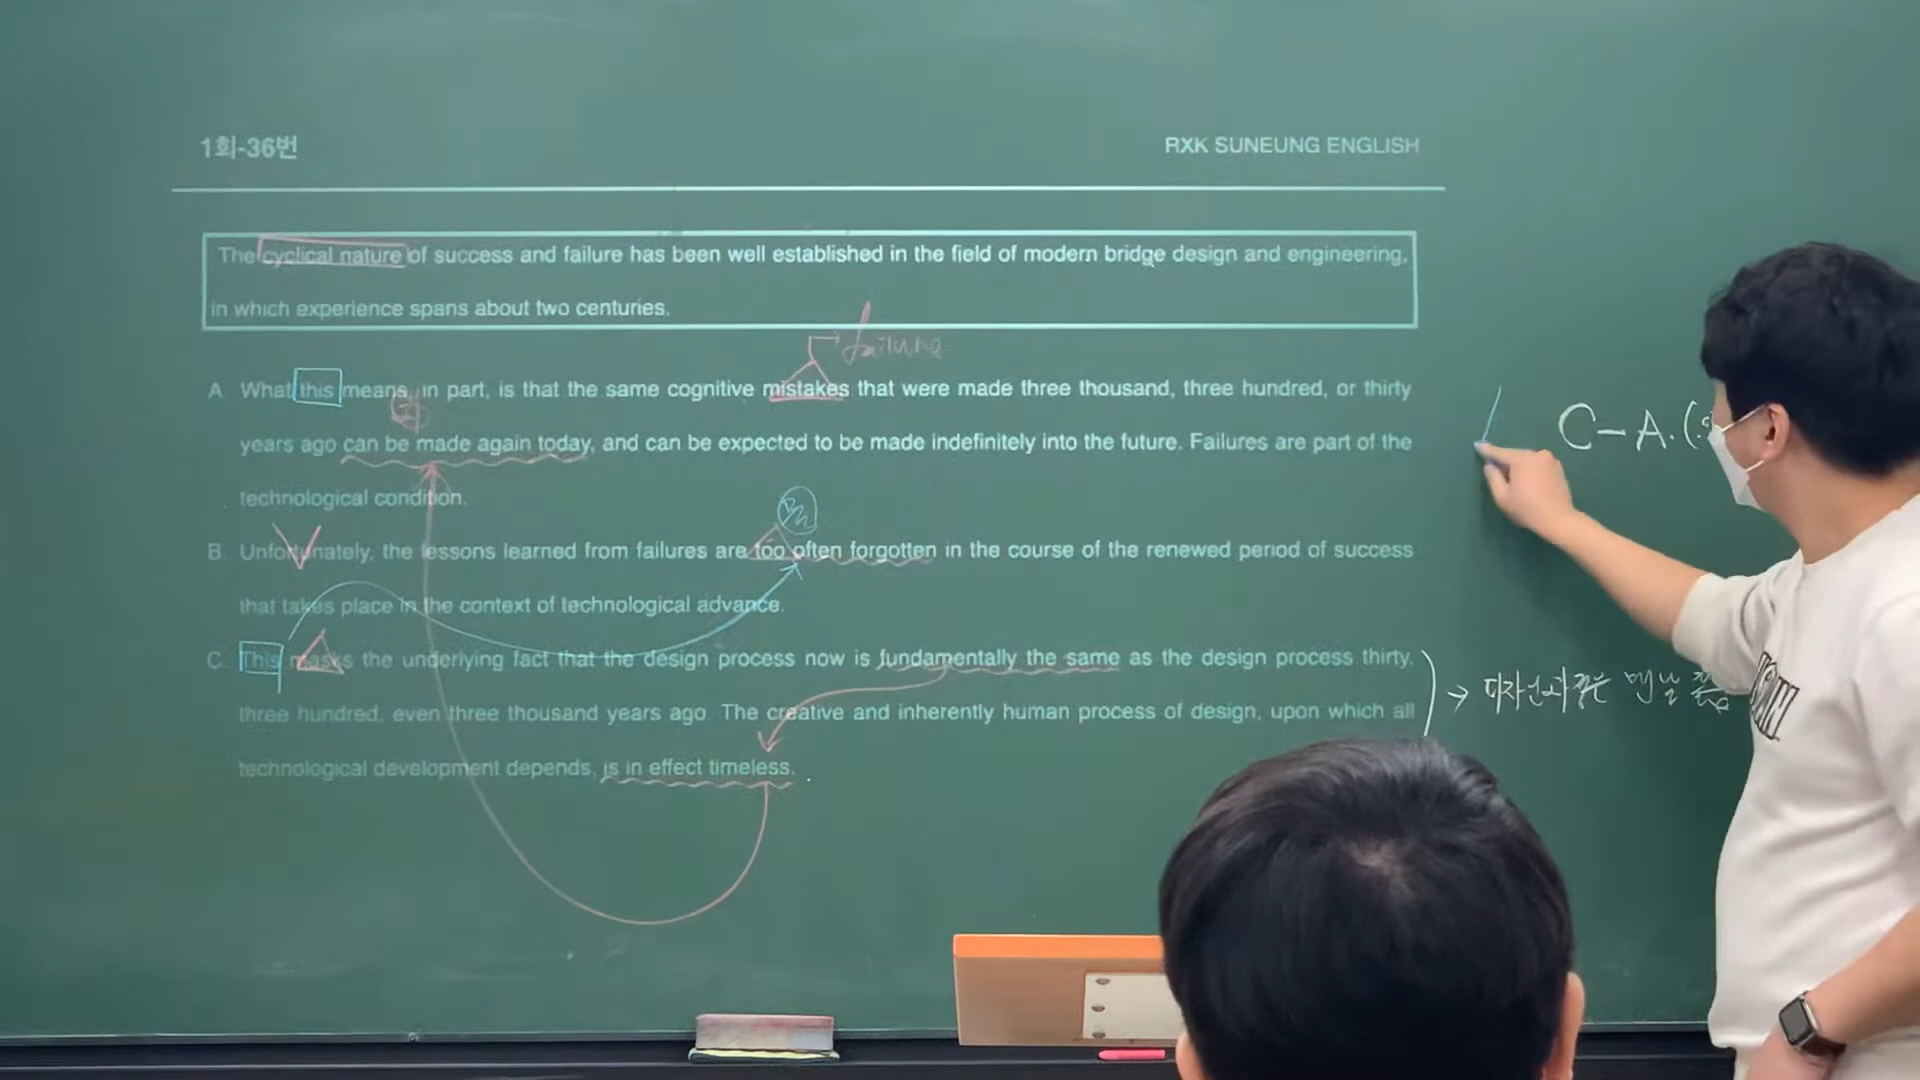 1회-36번
RXK SUNEUNG ENGLISH
The cyclical nature of success and failure has been well established in the field of modern bridge design and engineering,
in which experience spans about two centuries.
failure
A What this means, in part, is that the same cognitive mistakes that were made three thousand, three hundred, or thirty
years ago can be made again today, and can be expected to be made indefinitely into the future. Failures are part of the
technological condition.
C-A.
B. Unfortunately, the lessons learned from failures are too often forgotten in the course of the renewed period of success
that takes place in the context of technological advance.
C. This masks the underlying fact that the design process now is fundamentally the same as the design process thirty,
three hundred, even three thousand years ago. The creative and inherently human process of design, upon which all
technological development depends, is in effect timeless.
→ 디자인과정은 맨날